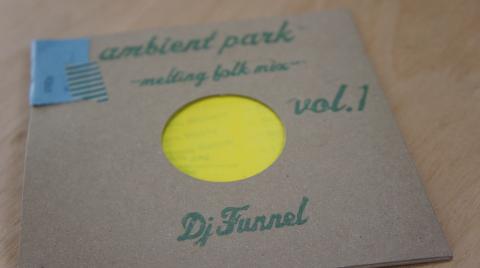 ambient park
-melting folk mix-
vol.1
Dj Funnel